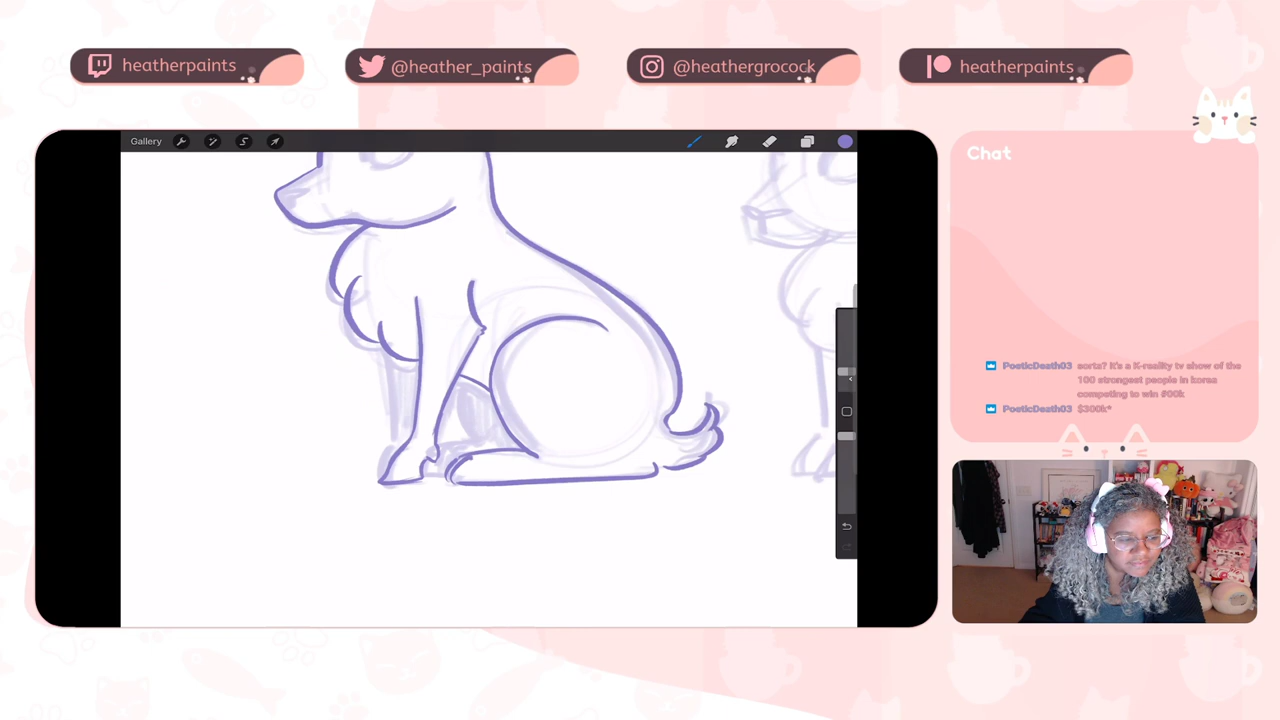 heatherpaints
@heather_paints
@heathergrocock
heatherpaints
Gallery
Chat
PoeticDeath03 sorta? it's a K-reality tv show of the
100 strongest people in korea
competing to win #00k
PoeticDeath03 $300k*